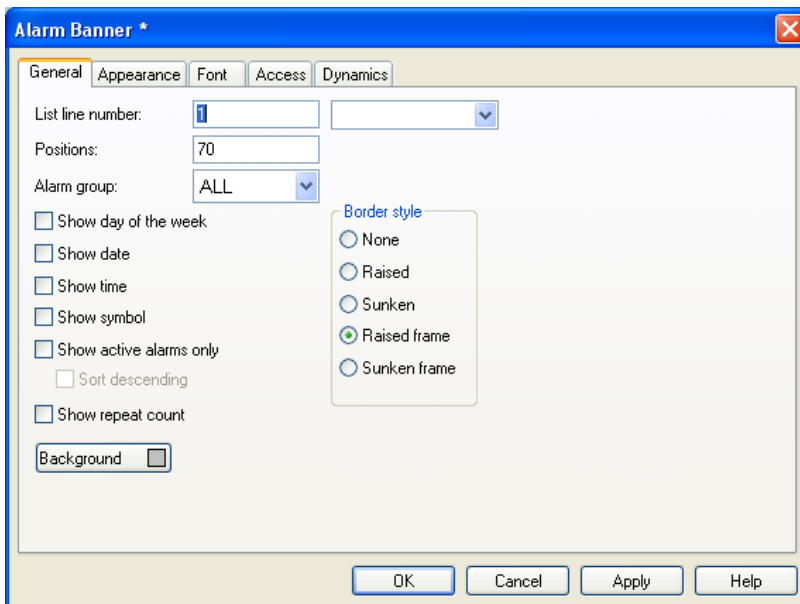 Alarm Banner *
General Appearance Font Access Dynamics
List line number: 1
Positions: 70
Alarm group: ALL
Show day of the week
Show date
Show time
Show symbol
Show active alarms only
Sort descending
Show repeat count
Background
Border style
None
Raised
Sunken
Raised frame
Sunken frame
OK Cancel Apply Help